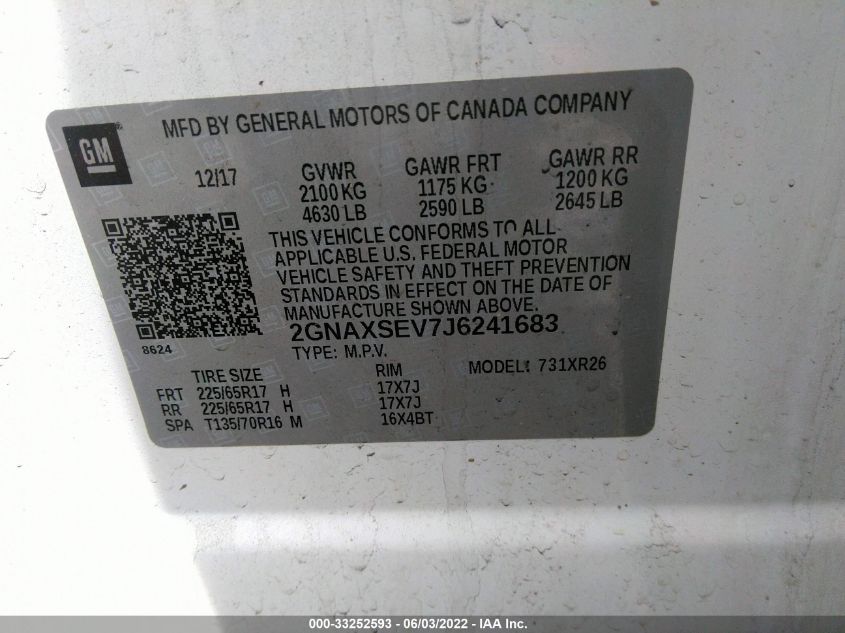 GM
MFD BY GENERAL MOTORS OF CANADA COMPANY
12/17 GVWR GAWR FRT GAWR RR
2100 KG 1175 KG 1200 KG
4630 LB 2590 LB 2645 LB
THIS VEHICLE CONFORMS TO ALL
APPLICABLE U.S. FEDERAL MOTOR
VEHICLE SAFETY AND THEFT PREVENTION
STANDARDS IN EFFECT ON THE DATE OF
MANUFACTURE SHOWN ABOVE.
2GNAXSEV7J6241683
8624
TYPE: M.P.V. MODEL: 731XR26
TIRE SIZE RIM
FRT 225/65R17 H 17X7J
RR 225/65R17 H 17X7J
SPA T135/70R16 M 16X4BT
000-33252593 - 06/03/2022 - IAA, Inc.